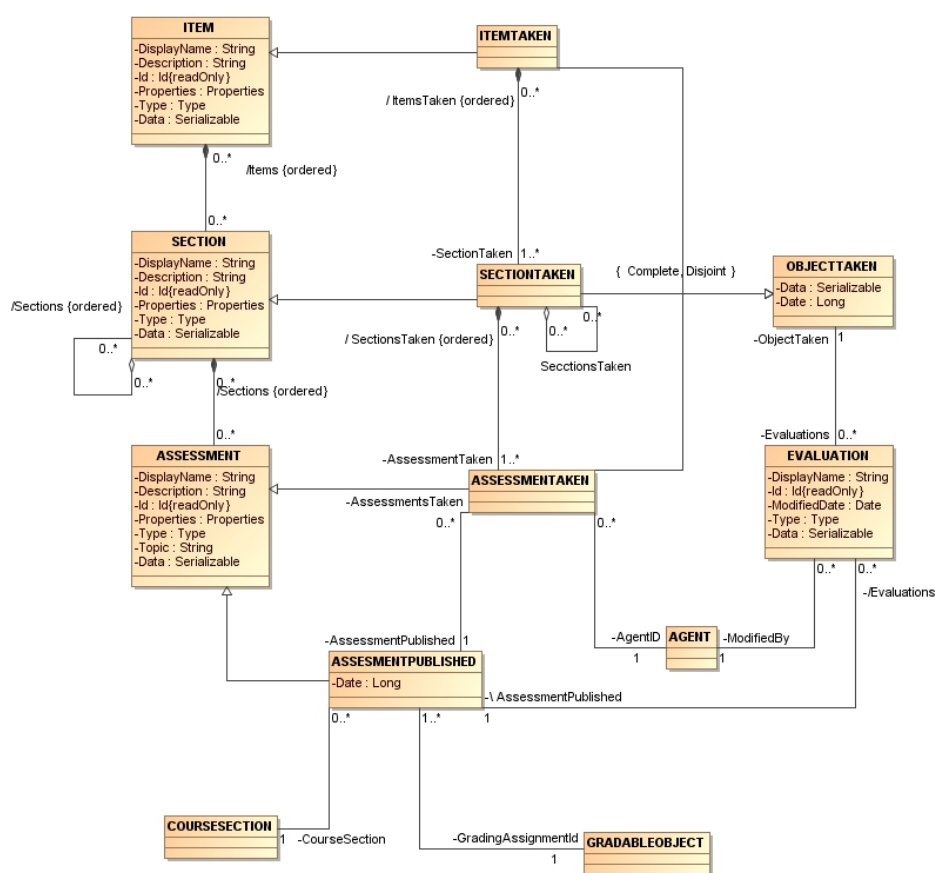 ITEM
-DisplayName : String
-Description : String
-Id : Id{readOnly}
-Properties : Properties
-Type : Type
-Data : Serializable
ITEMTAKEN
0..*
/Items {ordered}
0..*
/ ItemsTaken {ordered}
0..*
SECTION
-DisplayName : String
-Description : String
-Id : Id{readOnly}
-Properties : Properties
-Type : Type
-Data : Serializable
/Sections {ordered}
0..*
0..*
0..*
/Sections {ordered}
0..*
-SectionTaken
1..*
SECTIONTAKEN
{ Complete, Disjoint }
OBJECTTAKEN
-Data : Serializable
-Date : Long
/ SectionsTaken {ordered}
0..*
0..*
0..*
SecctionsTaken
-ObjectTaken
1
-Evaluations
0..*
ASSESSMENT
-DisplayName : String
-Description : String
-Id : Id{readOnly}
-Properties : Properties
-Type : Type
-Topic : String
-Data : Serializable
-AssessmentTaken
1..*
ASSESSMENTAKEN
-AssessmentsTaken
0..*
0..*
EVALUATION
-DisplayName : String
-Id : Id{readOnly}
-ModifiedDate : Date
-Type : Type
-Data : Serializable
0..*
0..*
-/Evaluations
-AssessmentPublished
1
-AgentID
1
AGENT
-ModifiedBy
1
ASSESMENTPUBLISHED
-Date : Long
-\ AssessmentPublished
1
0..*
1..*
COURSESECTION
1
-CourseSection
-GradingAssignmentId
1
GRADABLEOBJECT